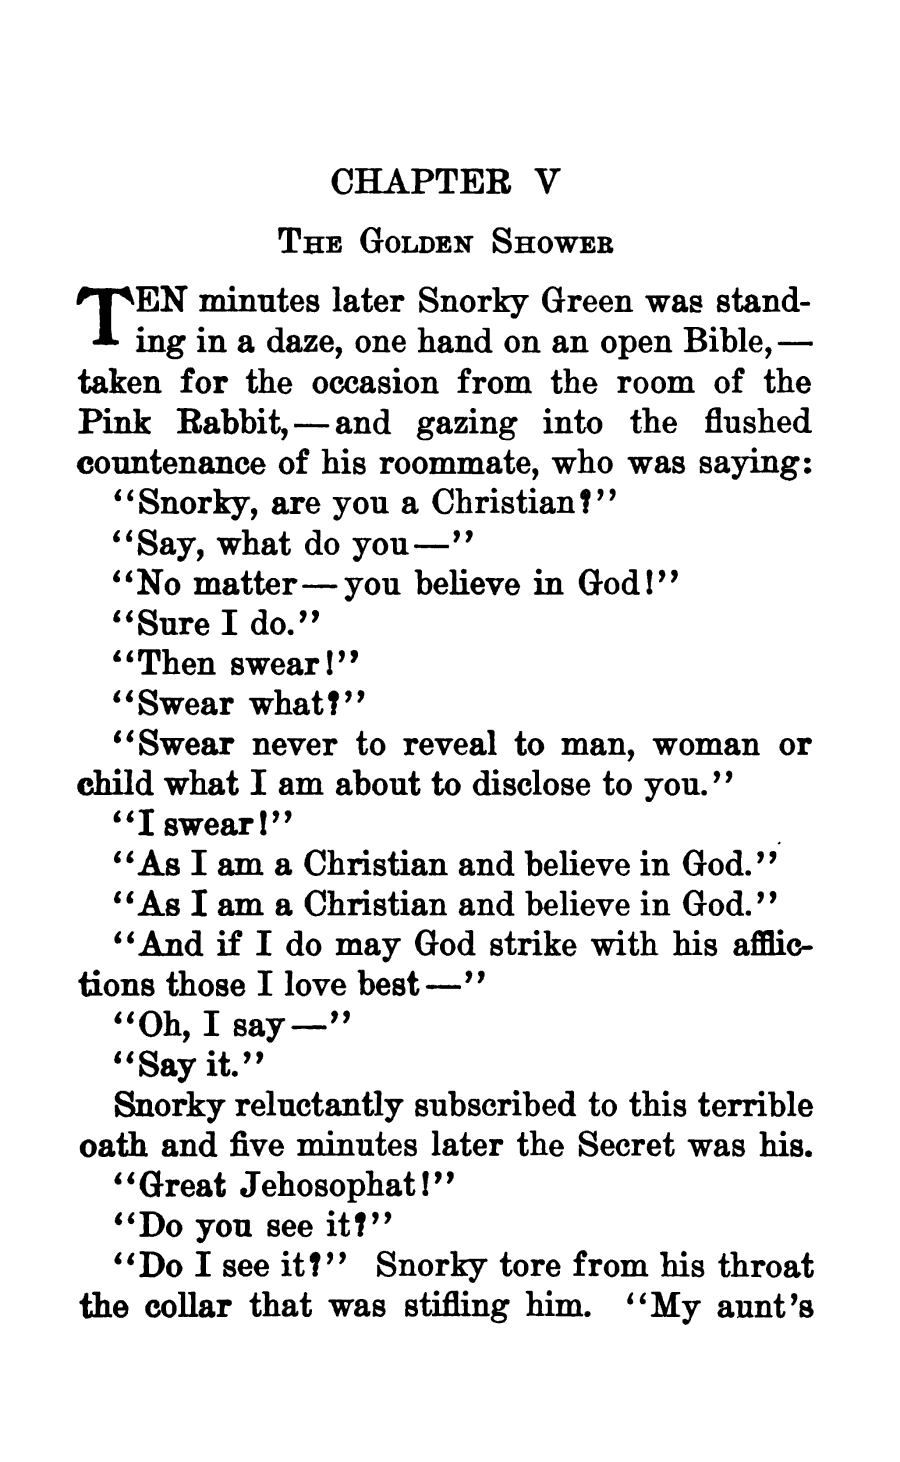 CHAPTER V
The Golden Shower
TEN minutes later Snorky Green was stand-
ing in a daze, one hand on an open Bible,—
taken for the occasion from the room of the
Pink Rabbit,—and gazing into the flushed
countenance of his roommate, who was saying:
"Snorky, are you a Christian?"
"Say, what do you—"
"No matter—you believe in God!"
"Sure I do."
"Then swear!"
"Swear what?"
"Swear never to reveal to man, woman or
child what I am about to disclose to you."
"I swear!"
"As I am a Christian and believe in God."
"As I am a Christian and believe in God."
"And if I do may God strike with his afflic-
tions those I love best—"
"Oh, I say—"
"Say it."
Snorky reluctantly subscribed to this terrible
oath and five minutes later the Secret was his.
"Great Jehosophat!"
"Do you see it?"
"Do I see it?" Snorky tore from his throat
the collar that was stifling him. "My aunt's